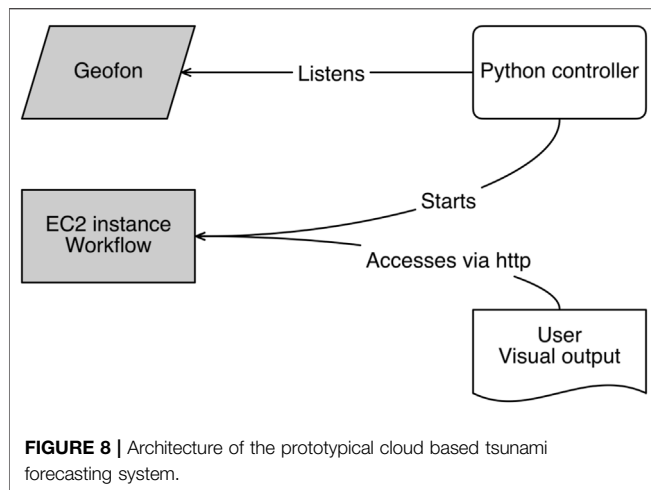 Geofon
Listens
Python controller
Starts
EC2 instance
Workflow
Accesses via http
User
Visual output
FIGURE 8 | Architecture of the prototypical cloud based tsunami
forecasting system.